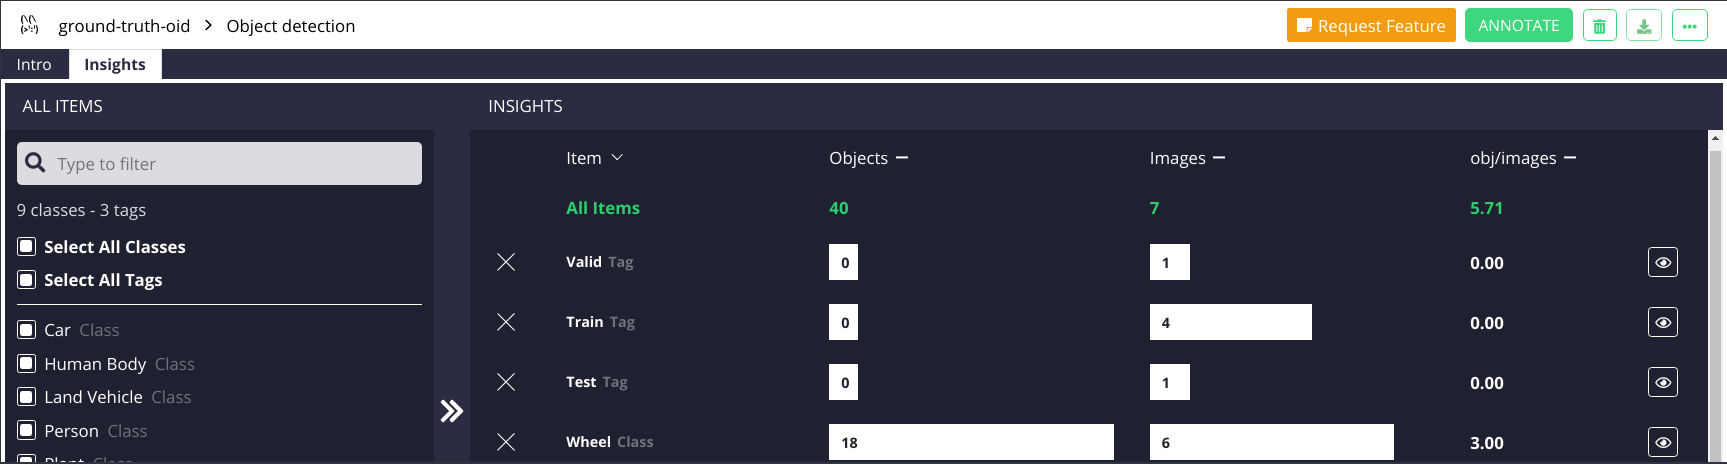 ground-truth-oid > Object detection
Request Feature
ANNOTATE
Intro
Insights
ALL ITEMS
Type to filter
9 classes - 3 tags
Select All Classes
Select All Tags
Car Class
Human Body Class
Land Vehicle Class
Person Class
Plant Class
INSIGHTS
Item Objects Images obj/images
All Items 40 7 5.71
Valid Tag 0 1 0.00
Train Tag 0 4 0.00
Test Tag 0 1 0.00
Wheel Class 18 6 3.00